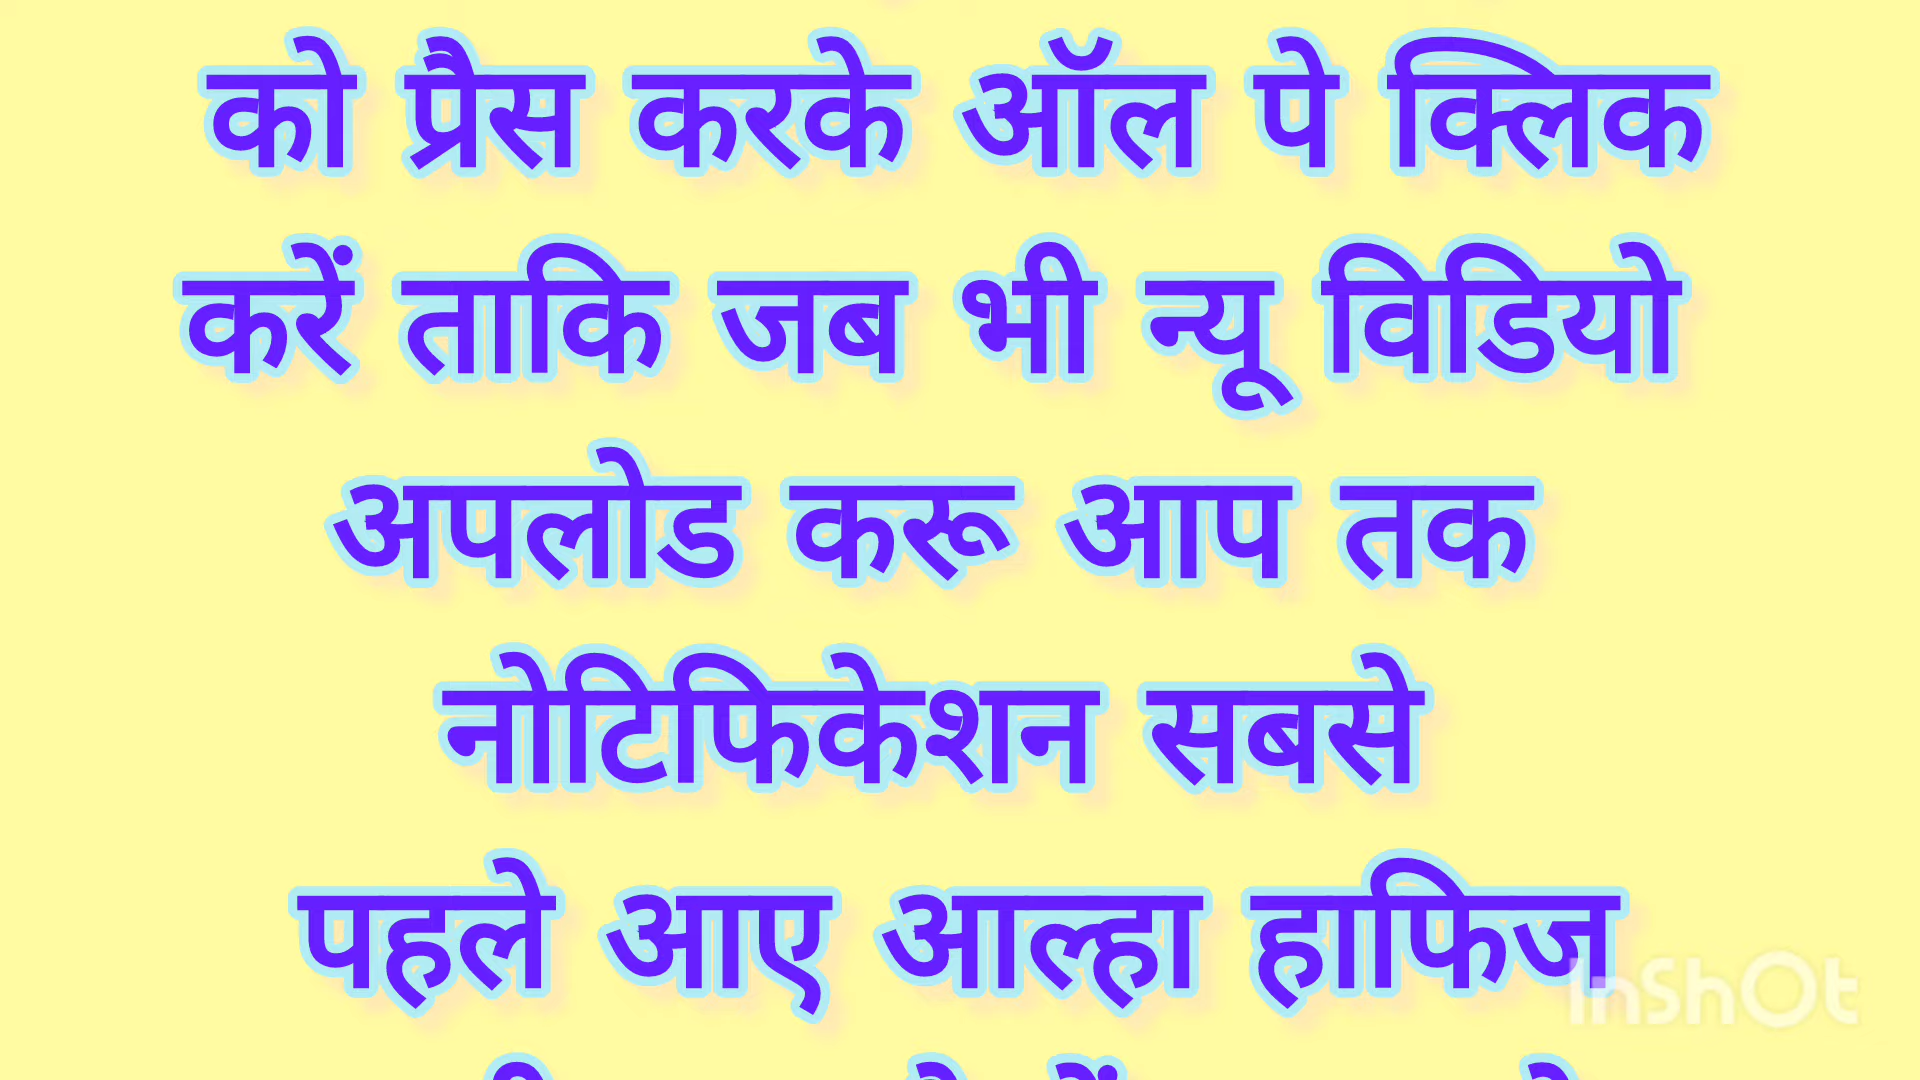 को प्रैस करके ऑल पे क्लिक
करें ताकि जब भी न्यू विडियो
अपलोड करू आप तक
नोटिफिकेशन सबसे
पहले आए आल्हा हाफिज
InShOt